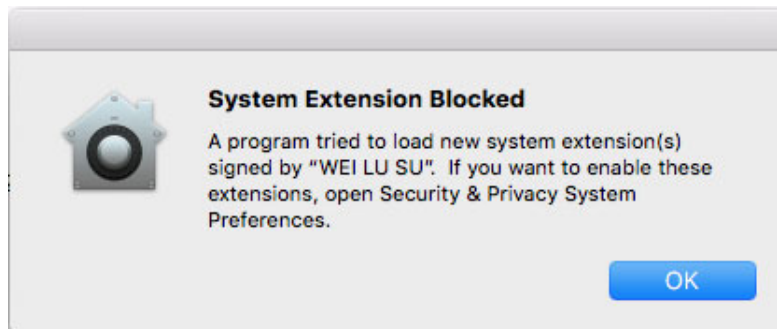 System Extension Blocked
A program tried to load new system extension(s)
signed by “WEI LU SU”.  If you want to enable these
extensions, open Security & Privacy System
Preferences.
OK